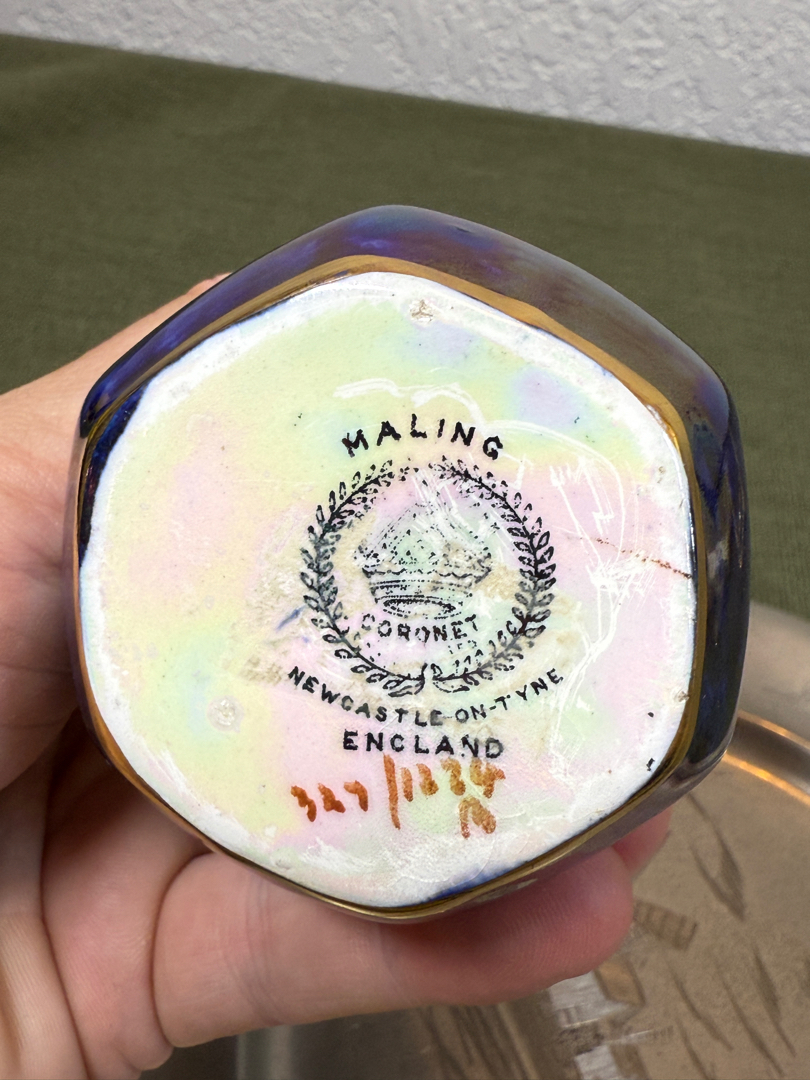 MALING
CORONET
NEWCASTLE-ON-TYNE
ENGLAND
327/1224